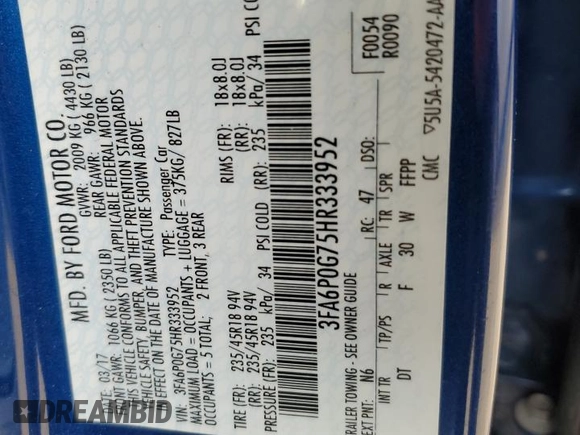 MFD. BY FORD MOTOR CO.
DATE: 03/17 GVWR: 2009 KG ( 4430 LB)
FRONT GAWR: 1066 KG ( 2350 LB) REAR GAWR: 966 KG ( 2130 LB)
THIS VEHICLE CONFORMS TO ALL APPLICABLE FEDERAL MOTOR
VEHICLE SAFETY, BUMPER, AND THEFT PREVENTION STANDARDS
IN EFFECT ON THE DATE OF MANUFACTURE SHOWN ABOVE.
VIN: 3FA6P0G75HR333952 TYPE: Passenger Car
MAXIMUM LOAD = OCCUPANTS + LUGGAGE = 375KG/ 827LB
OCCUPANTS = 5 TOTAL; 2 FRONT, 3 REAR
TIRE (FR): 235/45R18 94V RIMS (FR): 18x8.0J
(RR): 235/45R18 94V (RR): 18x8.0J
PRESSURE (FR): 235 kPa/ 34 PSI COLD (RR): 235 kPa/ 34 PSI CO
3FA6P0G75HR333952
F0054
R0090
TRAILER TOWING - SEE OWNER GUIDE
EXT PNT: N6 RC: 47 DSO:
INT TR TP/PS R AXLE TR SPR
DT F 30 W FFPP
CMC ▽5U5A-5420472-AA
DREAMBID